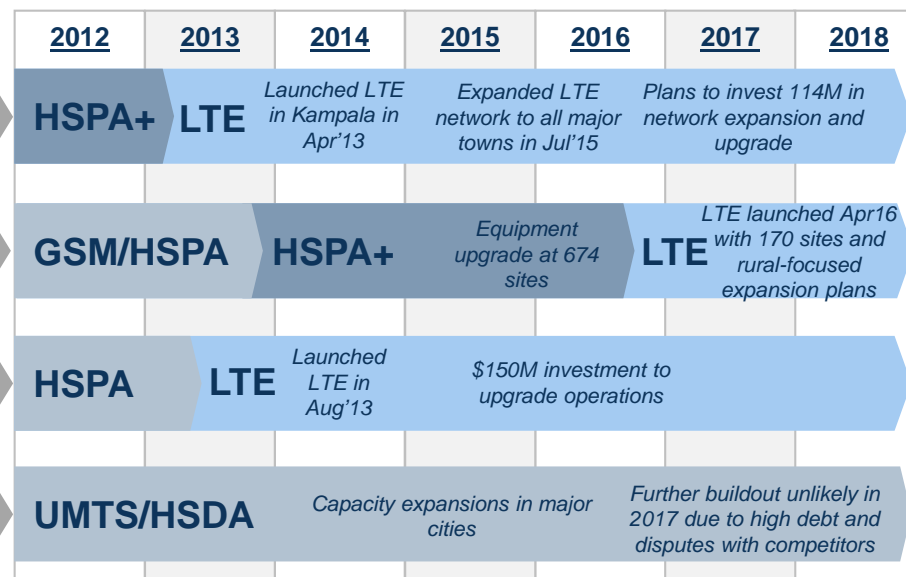 2012 2013 2014 2015 2016 2017 2018
HSPA+
LTE
Launched LTE
in Kampala in
Apr'13
Expanded LTE
network to all major
towns in Jul'15
Plans to invest 114M in
network expansion and
upgrade
GSM/HSPA
HSPA+
Equipment
upgrade at 674
sites
LTE
LTE launched Apr16
with 170 sites and
rural-focused
expansion plans
HSPA
LTE
Launched
LTE in
Aug'13
$150M investment to
upgrade operations
UMTS/HSDA
Capacity expansions in major
cities
Further buildout unlikely in
2017 due to high debt and
disputes with competitors